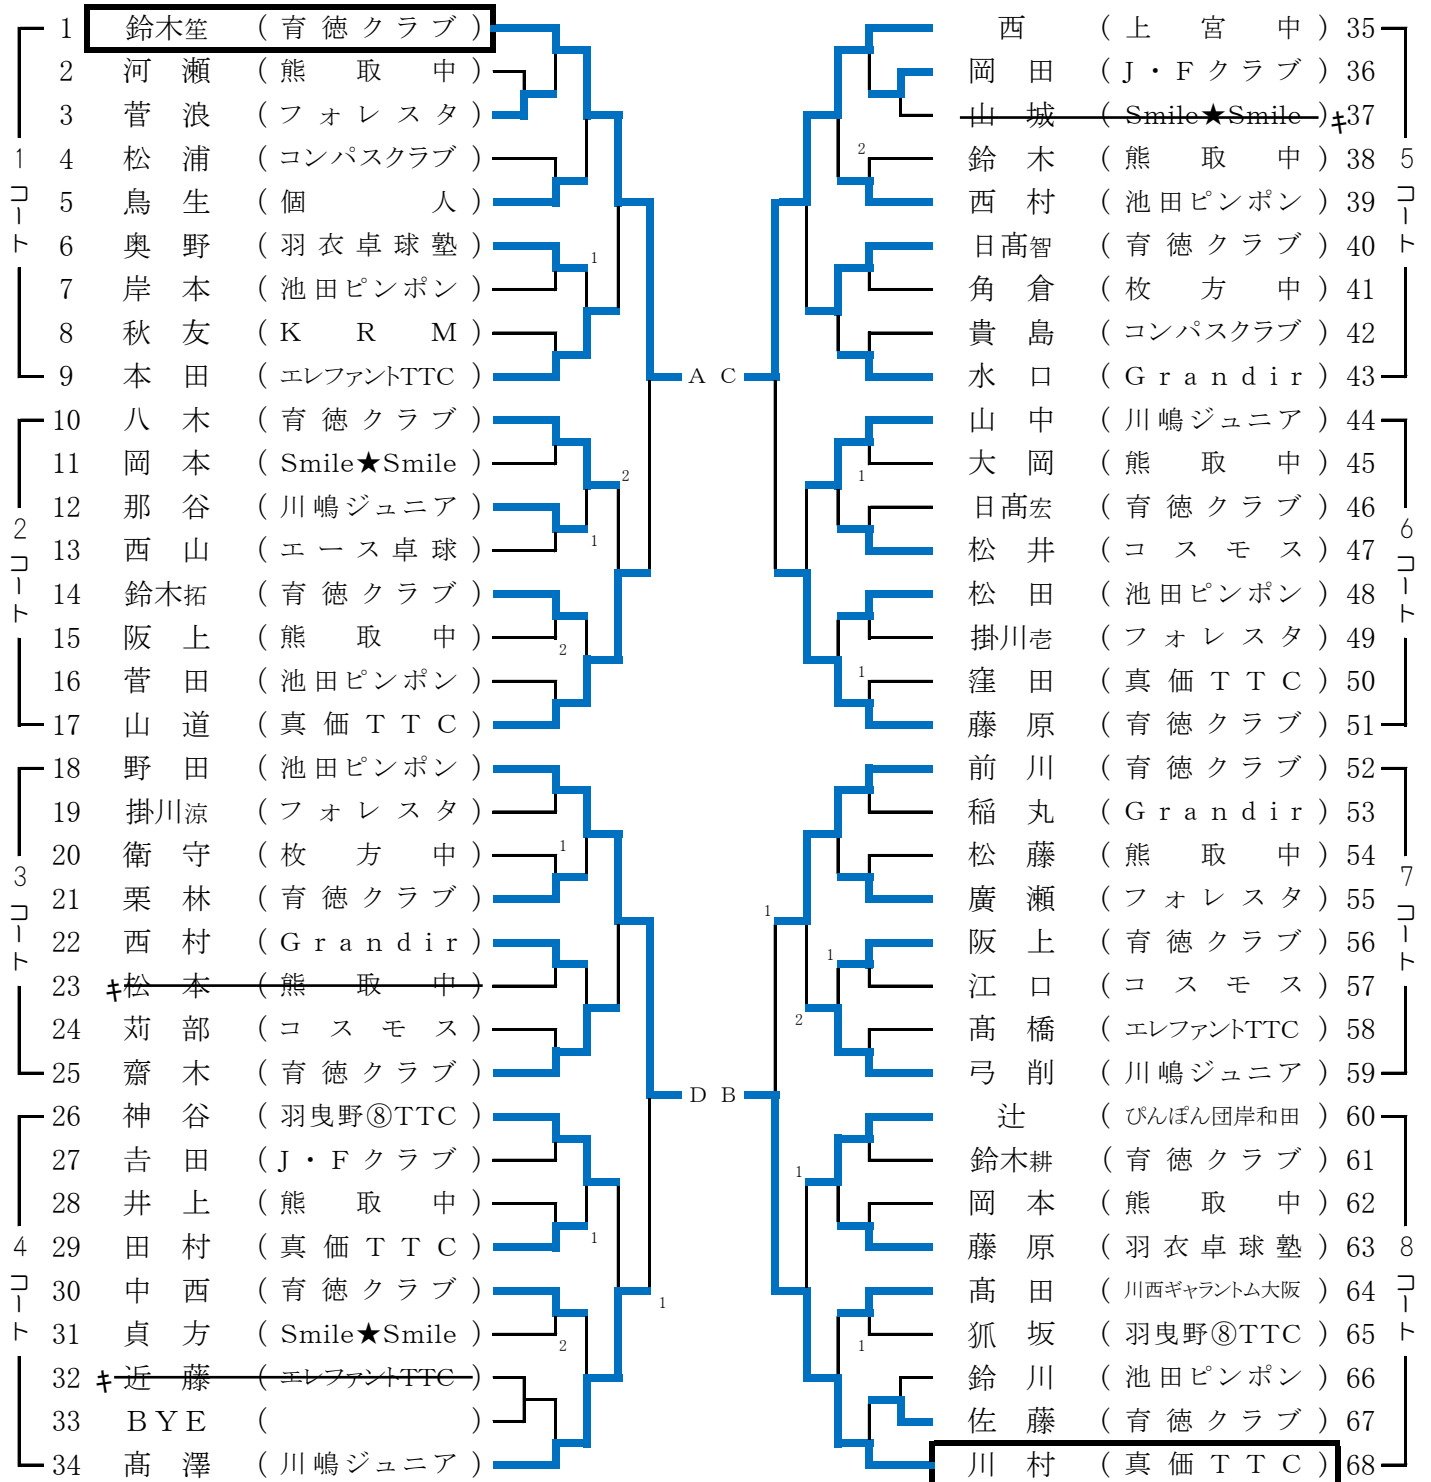 1 鈴木笙 ( 育徳クラブ )
2 河瀬 ( 熊取中 )
3 菅浪 ( フォレスタ )
4 松浦 ( コンパスクラブ )
5 鳥生 ( 個人 )
6 奥野 ( 羽衣卓球塾 )
7 岸本 ( 池田ピンポン )
8 秋友 ( KRM )
9 本田 ( エレファントTTC )
1コート
10 八木 ( 育徳クラブ )
11 岡本 ( Smile★Smile )
12 那谷 ( 川嶋ジュニア )
13 西山 ( エース卓球 )
14 鈴木拓 ( 育徳クラブ )
15 阪上 ( 熊取中 )
16 菅田 ( 池田ピンポン )
17 山道 ( 真価TTC )
2コート
18 野田 ( 池田ピンポン )
19 掛川涼 ( フォレスタ )
20 衛守 ( 枚方中 )
21 栗林 ( 育徳クラブ )
22 西村 ( Grandir )
23 キ 松本 ( 熊取中 )
24 苅部 ( コスモス )
25 齋木 ( 育徳クラブ )
3コート
26 神谷 ( 羽曳野⑧TTC )
27 𠮷田 ( J・Fクラブ )
28 井上 ( 熊取中 )
29 田村 ( 真価TTC )
30 中西 ( 育徳クラブ )
31 貞方 ( Smile★Smile )
32 キ 近藤 ( エレファントTTC )
33 BYE ( )
34 髙澤 ( 川嶋ジュニア )
4コート
1
2
1
2
1
1
2
1
A C
D B
西 ( 上宮中 ) 35
岡田 ( J・Fクラブ ) 36
山城 ( Smile★Smile ) キ 37
鈴木 ( 熊取中 ) 38
西村 ( 池田ピンポン ) 39
日髙智 ( 育徳クラブ ) 40
角倉 ( 枚方中 ) 41
貴島 ( コンパスクラブ ) 42
水口 ( Grandir ) 43
5コート
山中 ( 川嶋ジュニア ) 44
大岡 ( 熊取中 ) 45
日髙宏 ( 育徳クラブ ) 46
松井 ( コスモス ) 47
松田 ( 池田ピンポン ) 48
掛川壱 ( フォレスタ ) 49
窪田 ( 真価TTC ) 50
藤原 ( 育徳クラブ ) 51
6コート
前川 ( 育徳クラブ ) 52
稲丸 ( Grandir ) 53
松藤 ( 熊取中 ) 54
廣瀬 ( フォレスタ ) 55
阪上 ( 育徳クラブ ) 56
江口 ( コスモス ) 57
髙橋 ( エレファントTTC ) 58
弓削 ( 川嶋ジュニア ) 59
7コート
辻 ( ぴんぽん団岸和田 ) 60
鈴木耕 ( 育徳クラブ ) 61
岡本 ( 熊取中 ) 62
藤原 ( 羽衣卓球塾 ) 63
髙田 ( 川西ギャラントム大阪 ) 64
狐坂 ( 羽曳野⑧TTC ) 65
鈴川 ( 池田ピンポン ) 66
佐藤 ( 育徳クラブ ) 67
川村 ( 真価TTC ) 68
8コート
2
1
1
1
1
2
1
1